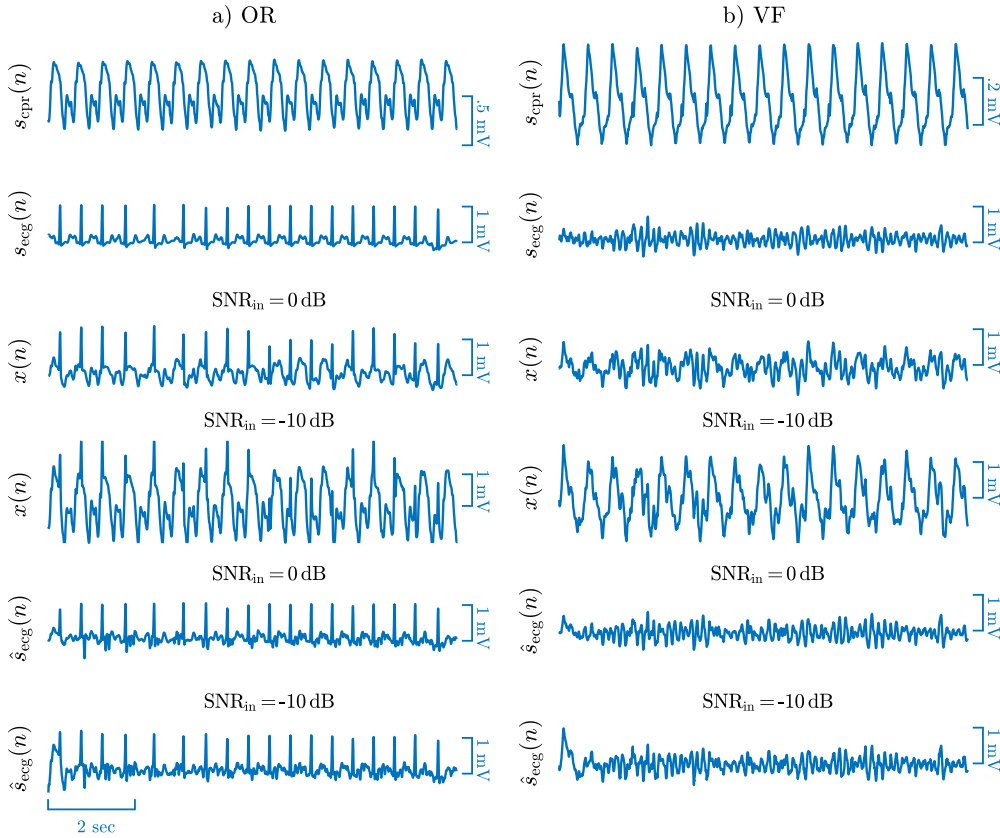 a) OR
b) VF
s_cpr(n)
.5 mV
s_cpr(n)
.2 mV
s_ecg(n)
1 mV
s_ecg(n)
1 mV
SNR_in = 0 dB
SNR_in = 0 dB
x(n)
1 mV
x(n)
1 mV
SNR_in = -10 dB
SNR_in = -10 dB
x(n)
1 mV
x(n)
1 mV
SNR_in = 0 dB
SNR_in = 0 dB
ŝ_ecg(n)
1 mV
ŝ_ecg(n)
1 mV
SNR_in = -10 dB
SNR_in = -10 dB
ŝ_ecg(n)
1 mV
ŝ_ecg(n)
1 mV
2 sec